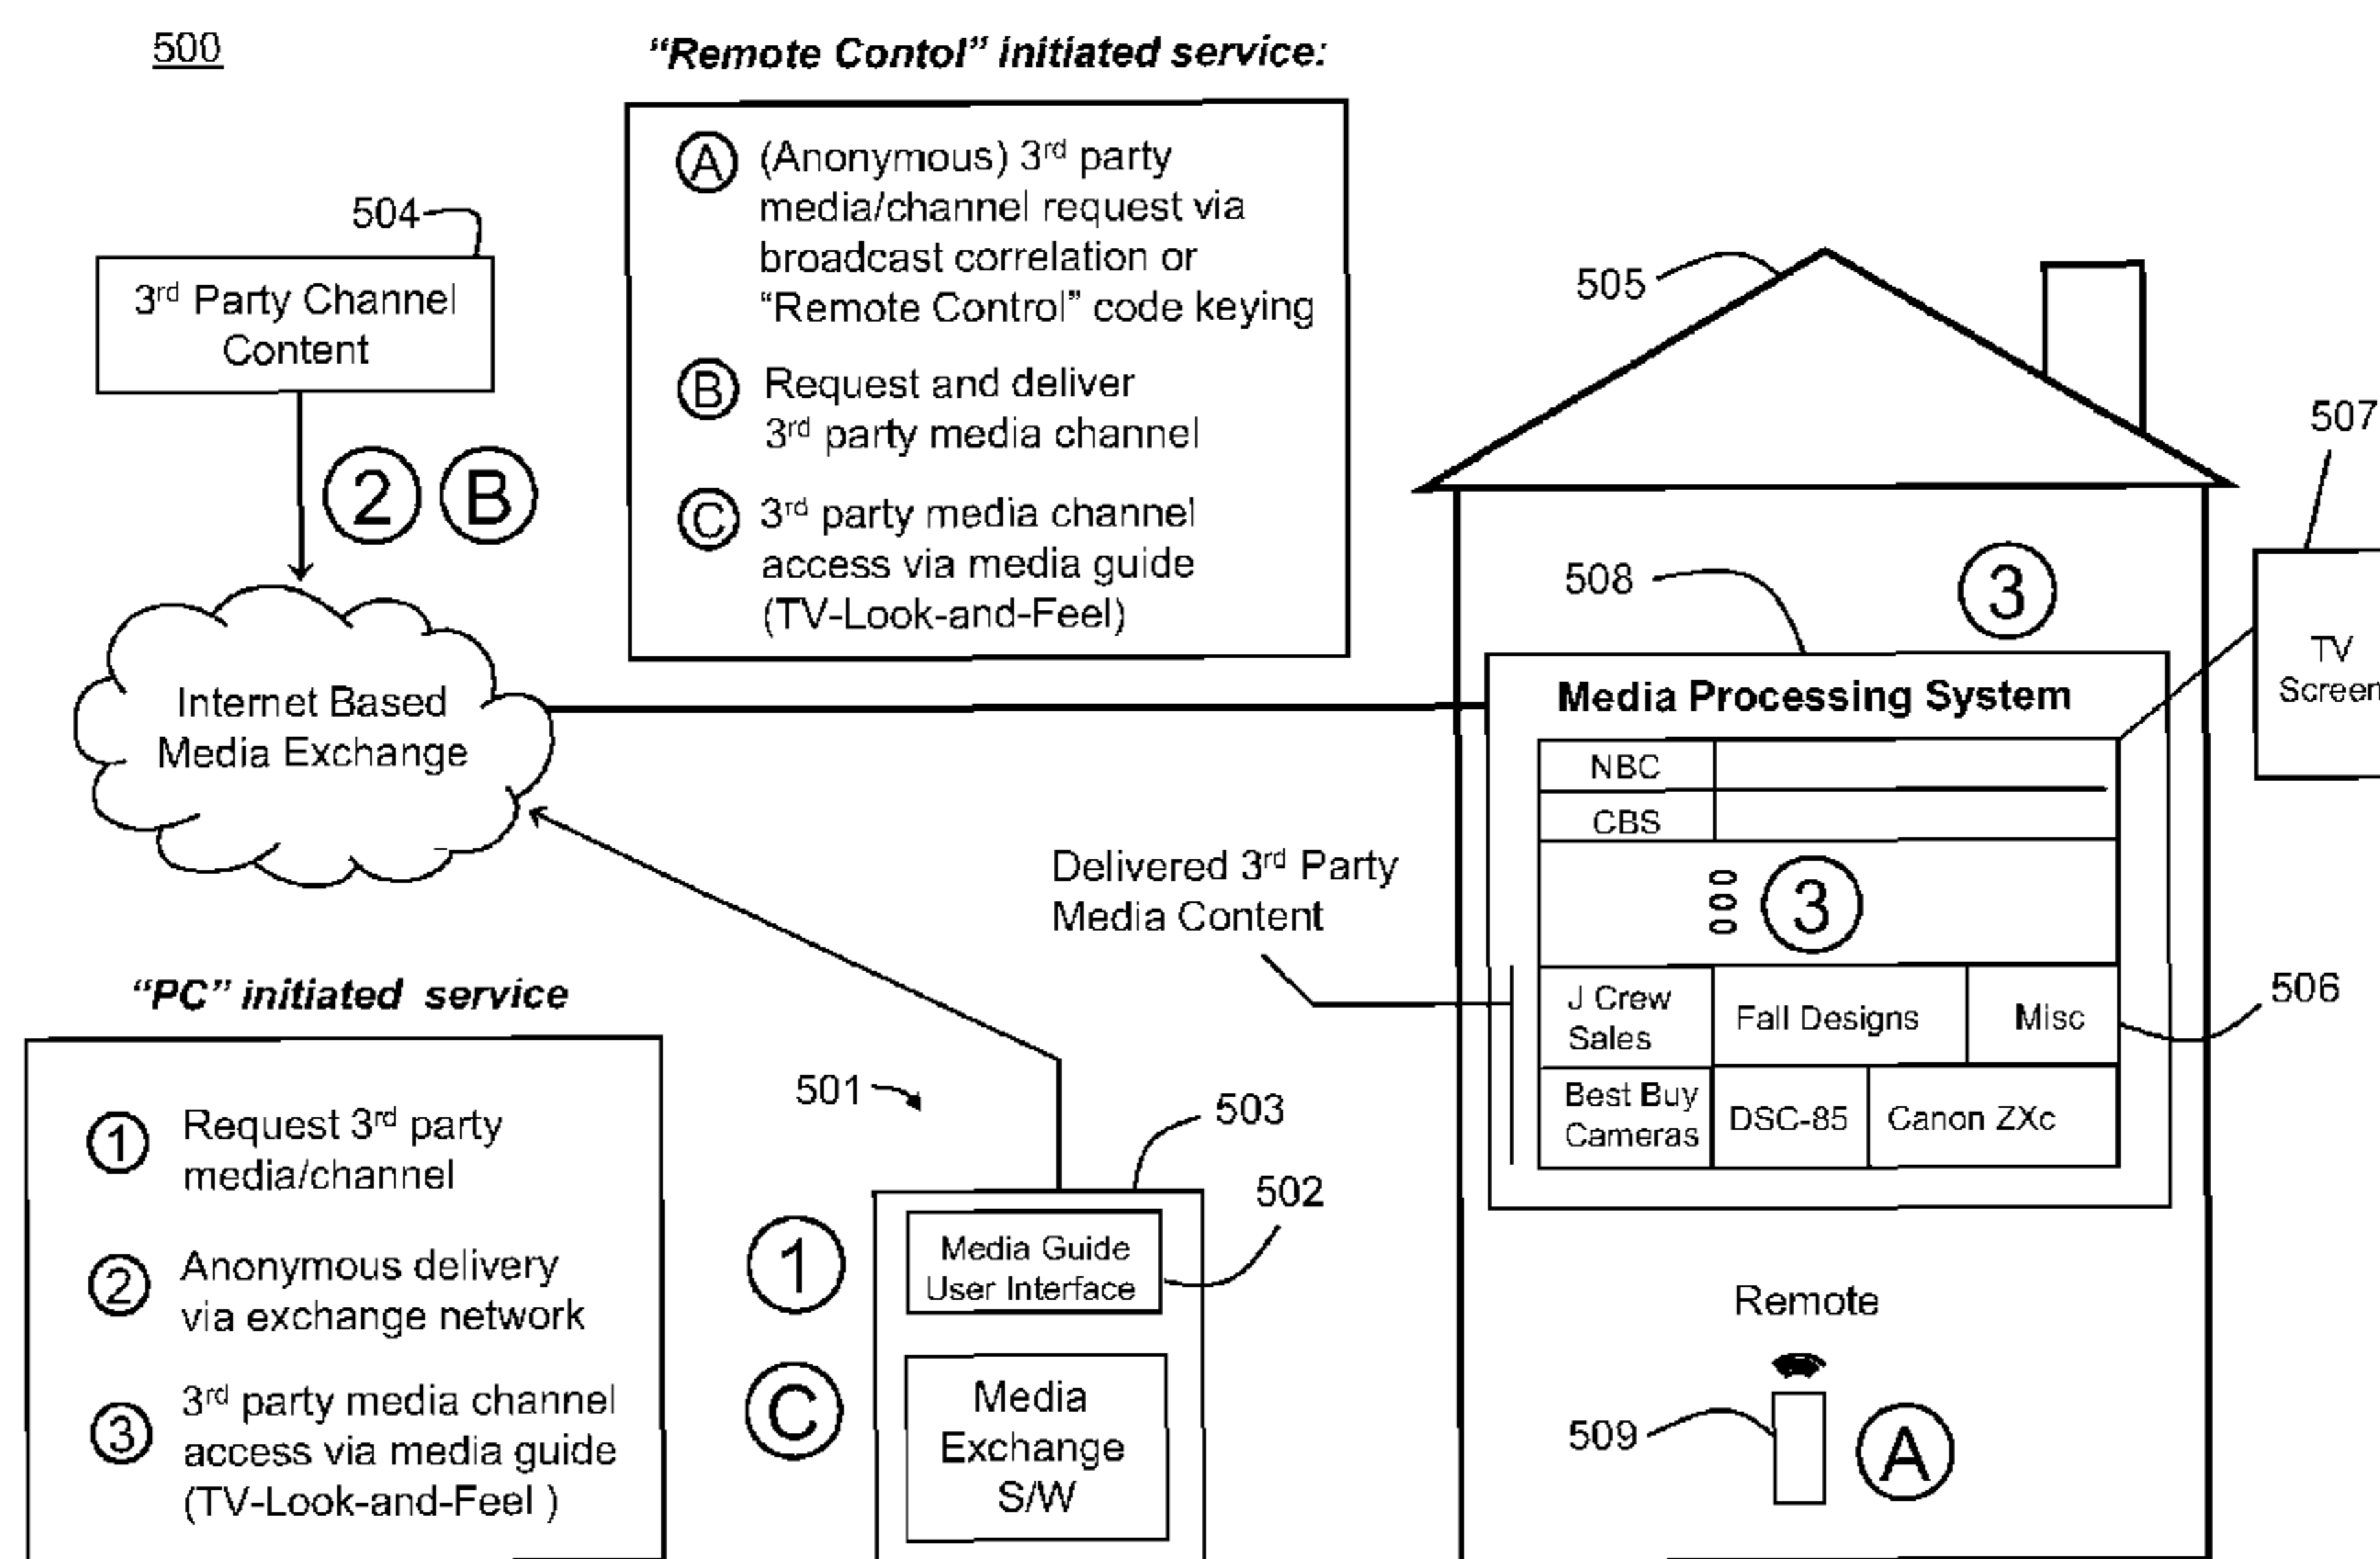 500
“Remote Contol” initiated service:
A (Anonymous) 3rd party
media/channel request via
broadcast correlation or
“Remote Control” code keying
B Request and deliver
3rd party media channel
C 3rd party media channel
access via media guide
(TV-Look-and-Feel)
504
3rd Party Channel
Content
2 B
Internet Based
Media Exchange
505
507
TV
Screen
508
3
Media Processing System
NBC
CBS
3
J Crew
Sales
Fall Designs
Misc
Best Buy
Cameras
DSC-85
Canon ZXc
506
Delivered 3rd Party
Media Content
“PC” initiated service
1 Request 3rd party
media/channel
2 Anonymous delivery
via exchange network
3 3rd party media channel
access via media guide
(TV-Look-and-Feel )
501
503
502
1
Media Guide
User Interface
C
Media
Exchange
S/W
Remote
509
A